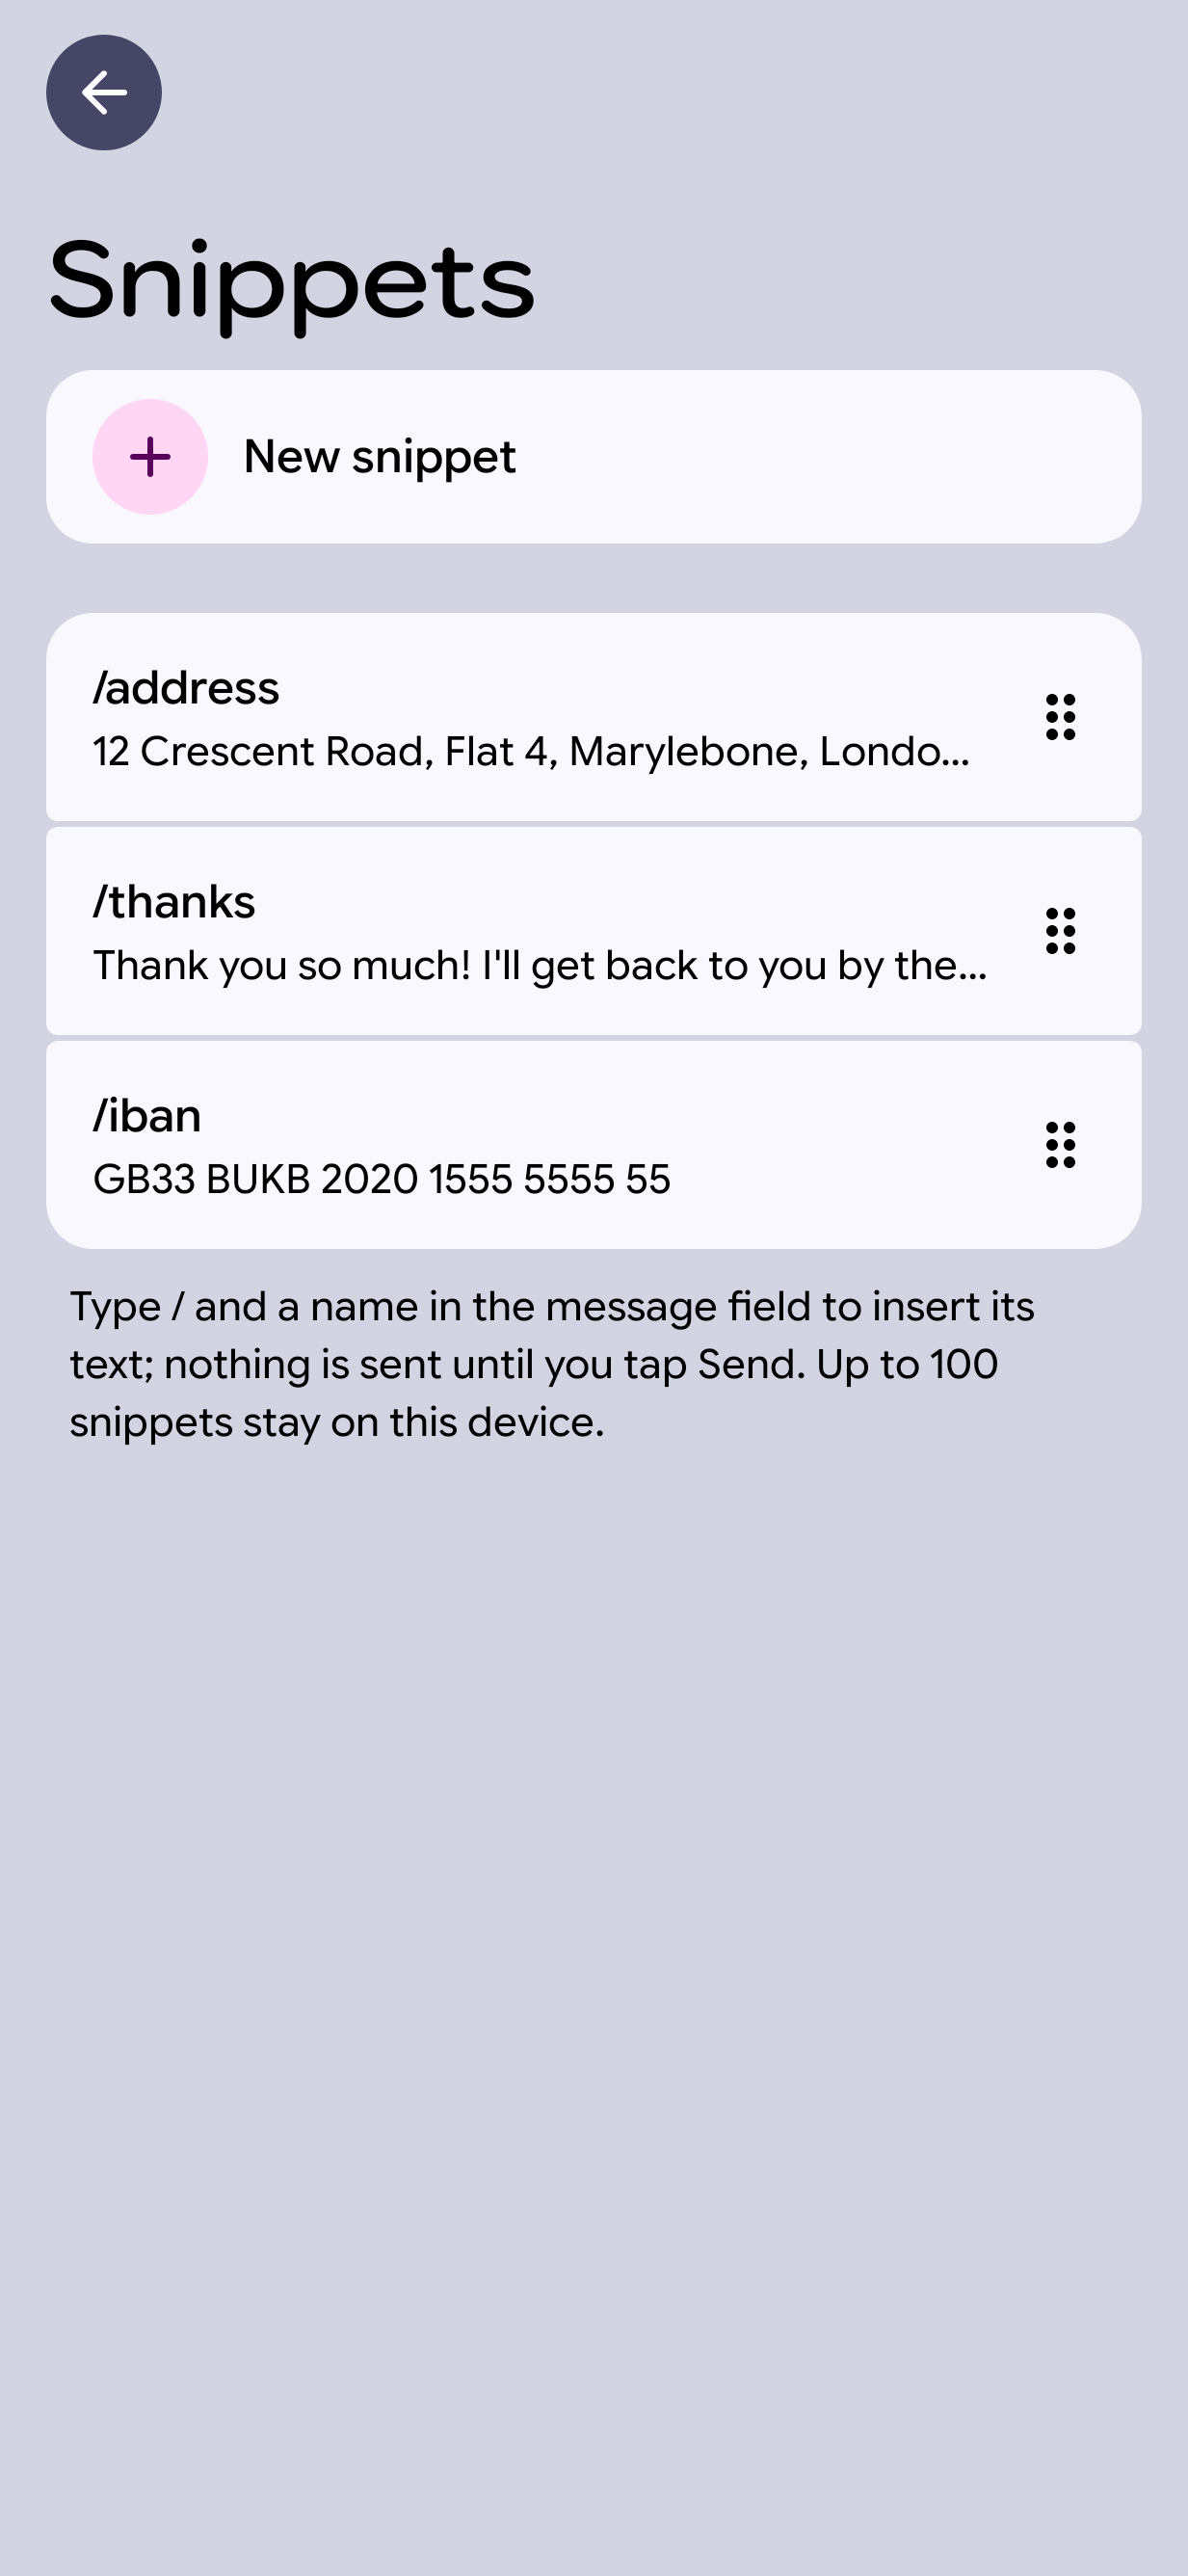 Snippets
New snippet
/address
12 Crescent Road, Flat 4, Marylebone, Londo...
/thanks
Thank you so much! I'll get back to you by the...
/iban
GB33 BUKB 2020 1555 5555 55
Type / and a name in the message field to insert its
text; nothing is sent until you tap Send. Up to 100
snippets stay on this device.